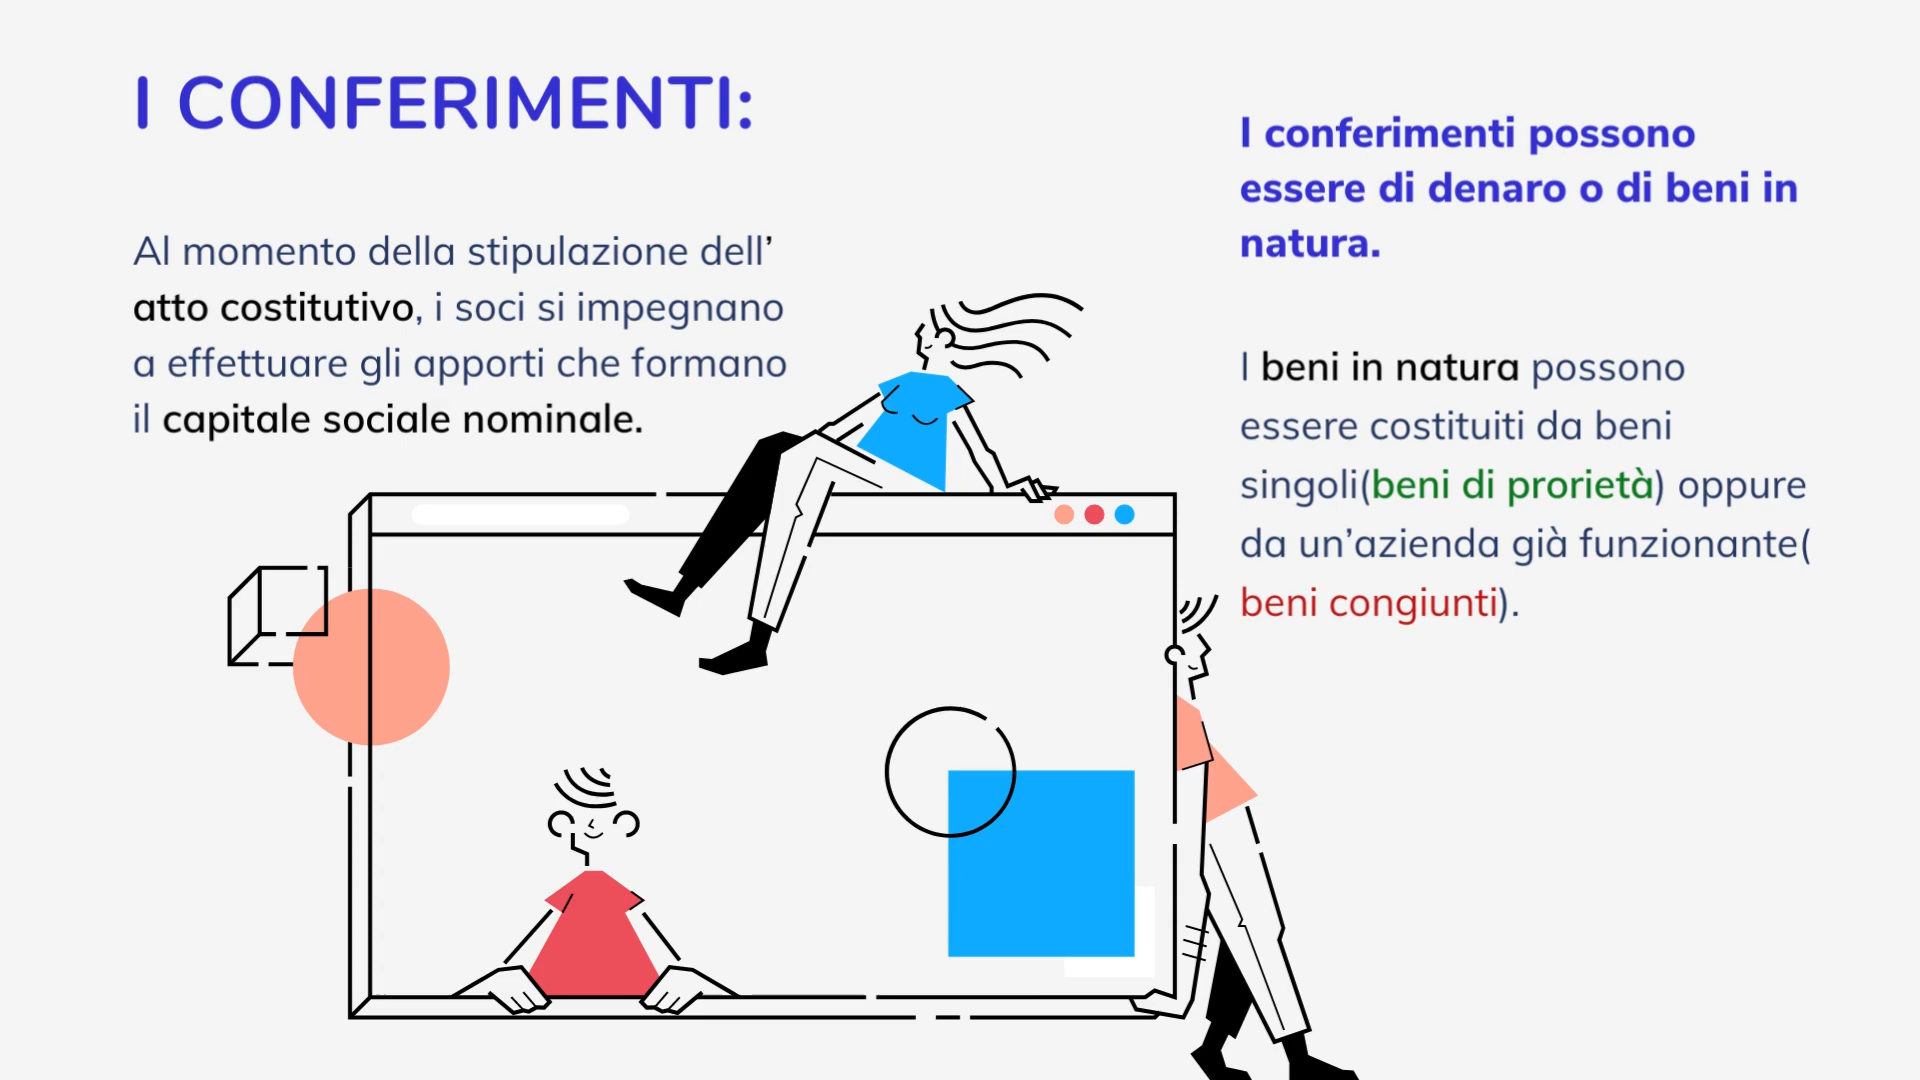 I CONFERIMENTI:
Al momento della stipulazione dell’
atto costitutivo, i soci si impegnano
a effettuare gli apporti che formano
il capitale sociale nominale.
I conferimenti possono
essere di denaro o di beni in
natura.
I beni in natura possono
essere costituiti da beni
singoli(beni di prorietà) oppure
da un’azienda già funzionante(
beni congiunti).